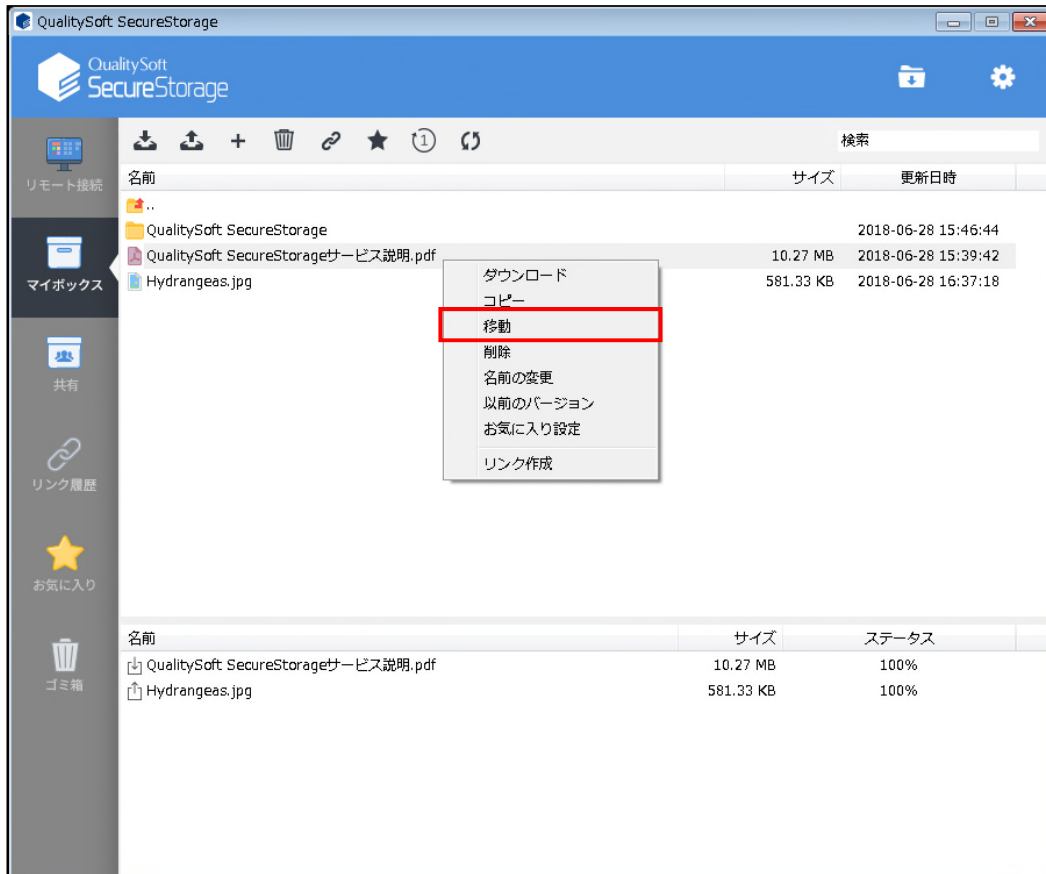 QualitySoft SecureStorage
QualitySoft
SecureStorage
検索
リモート接続
マイボックス
共有
リンク履歴
お気に入り
ゴミ箱
1
名前 サイズ 更新日時
..
QualitySoft SecureStorage 2018-06-28 15:46:44
QualitySoft SecureStorageサービス説明.pdf 10.27 MB 2018-06-28 15:39:42
Hydrangeas.jpg 581.33 KB 2018-06-28 16:37:18
ダウンロード
コピー
移動
削除
名前の変更
以前のバージョン
お気に入り設定
リンク作成
名前 サイズ ステータス
QualitySoft SecureStorageサービス説明.pdf 10.27 MB 100%
Hydrangeas.jpg 581.33 KB 100%